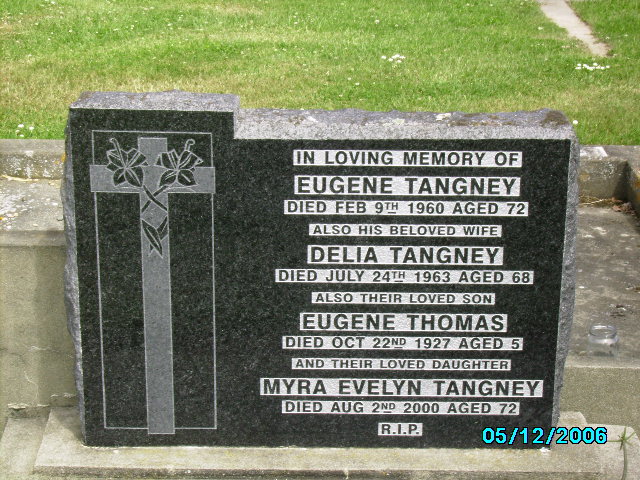 IN LOVING MEMORY OF
EUGENE TANGNEY
DIED FEB 9TH 1960 AGED 72
ALSO HIS BELOVED WIFE
DELIA TANGNEY
DIED JULY 24TH 1963 AGED 68
ALSO THEIR LOVED SON
EUGENE THOMAS
DIED OCT 22ND 1927 AGED 5
AND THEIR LOVED DAUGHTER
MYRA EVELYN TANGNEY
DIED AUG 2ND 2000 AGED 72
R.I.P.
05/12/2006